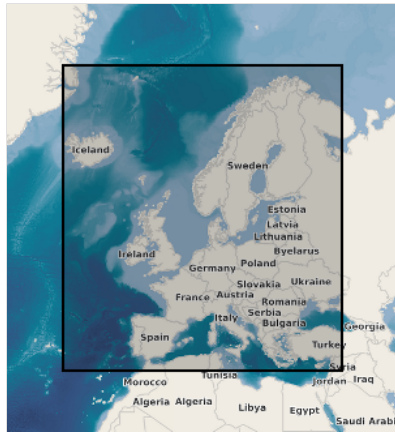 Iceland
Sweden
Estonia
Latvia
Lithuania
Byelarus
Ireland
Poland
Germany
Slovakia
Ukraine
France
Austria
Romania
Serbia
Italy
Bulgaria
Georgia
Spain
Turkey
Syria
Tunisia
Morocco
Jordan
Iraq
Algeria
Algeria
Libya
Egypt
Saudi Arabi